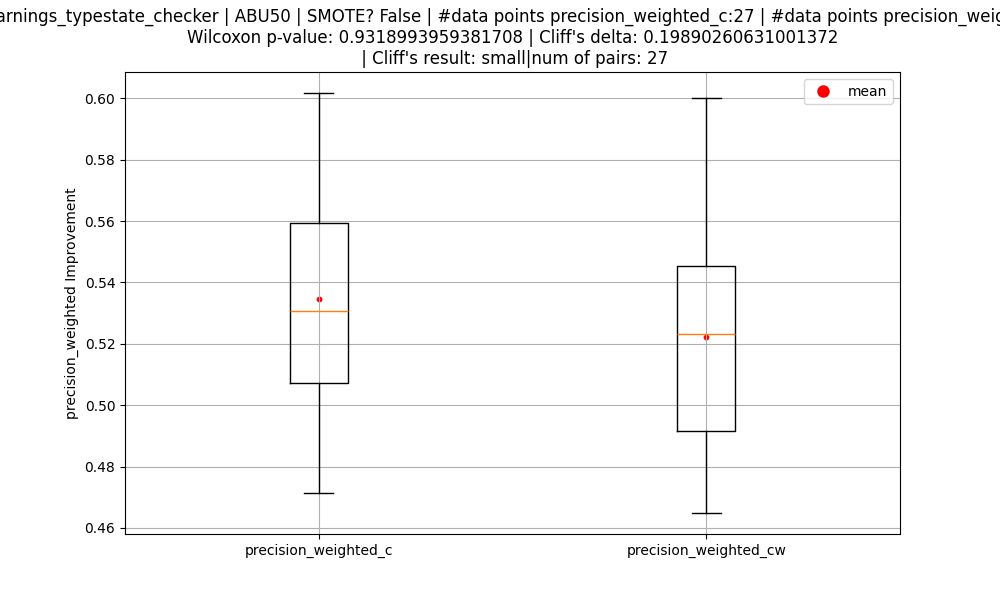 arnings_typestate_checker | ABU50 | SMOTE? False | #data points precision_weighted_c:27 | #data points precision_weig
Wilcoxon p-value: 0.9318993959381708 | Cliff's delta: 0.19890260631001372
| Cliff's result: small|num of pairs: 27
mean
0.60
0.58
0.56
0.54
0.52
0.50
0.48
0.46
precision_weighted Improvement
precision_weighted_c
precision_weighted_cw